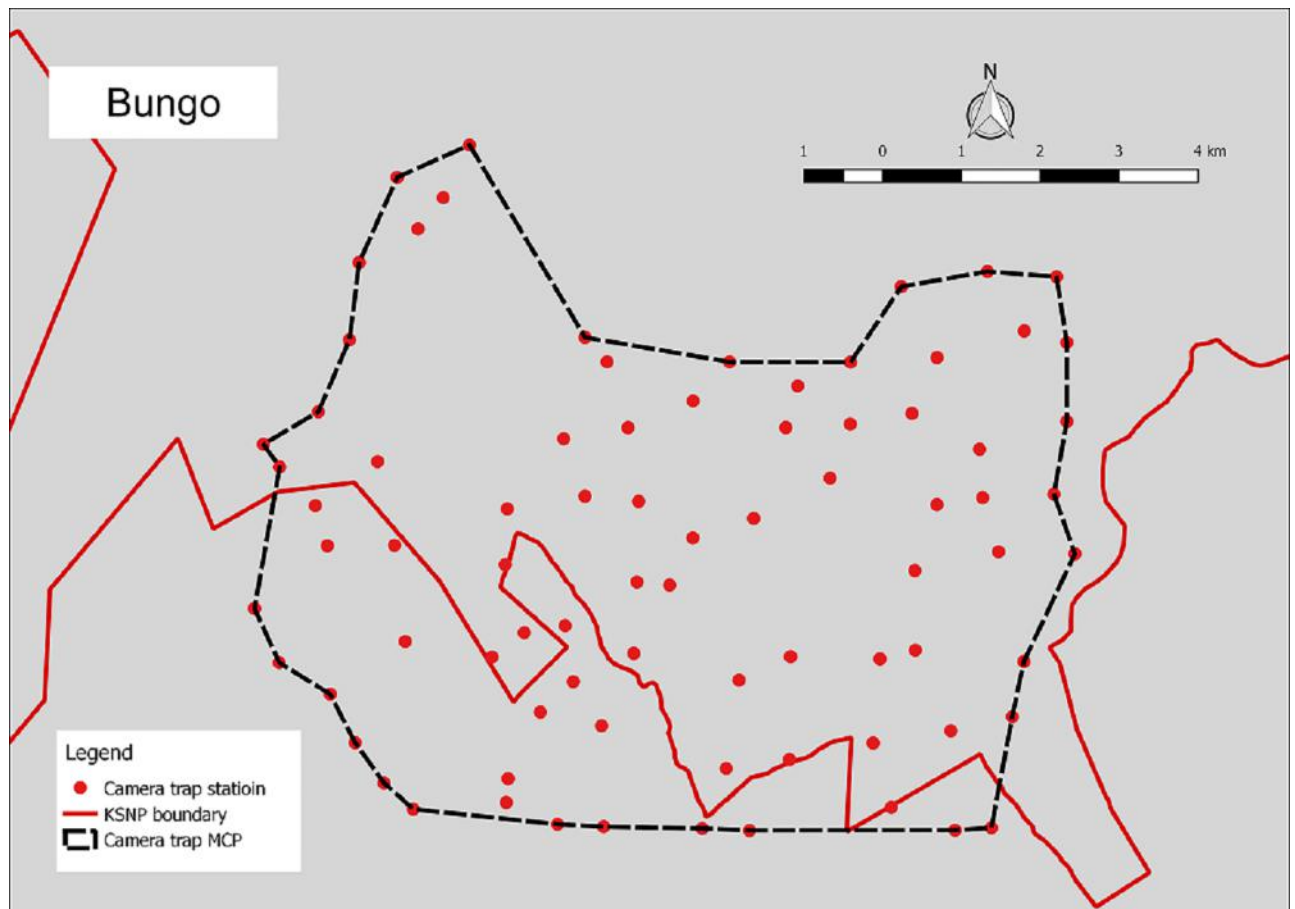 Bungo
N
1 0 1 2 3 4 km
Legend
Camera trap statioin
KSNP boundary
Camera trap MCP